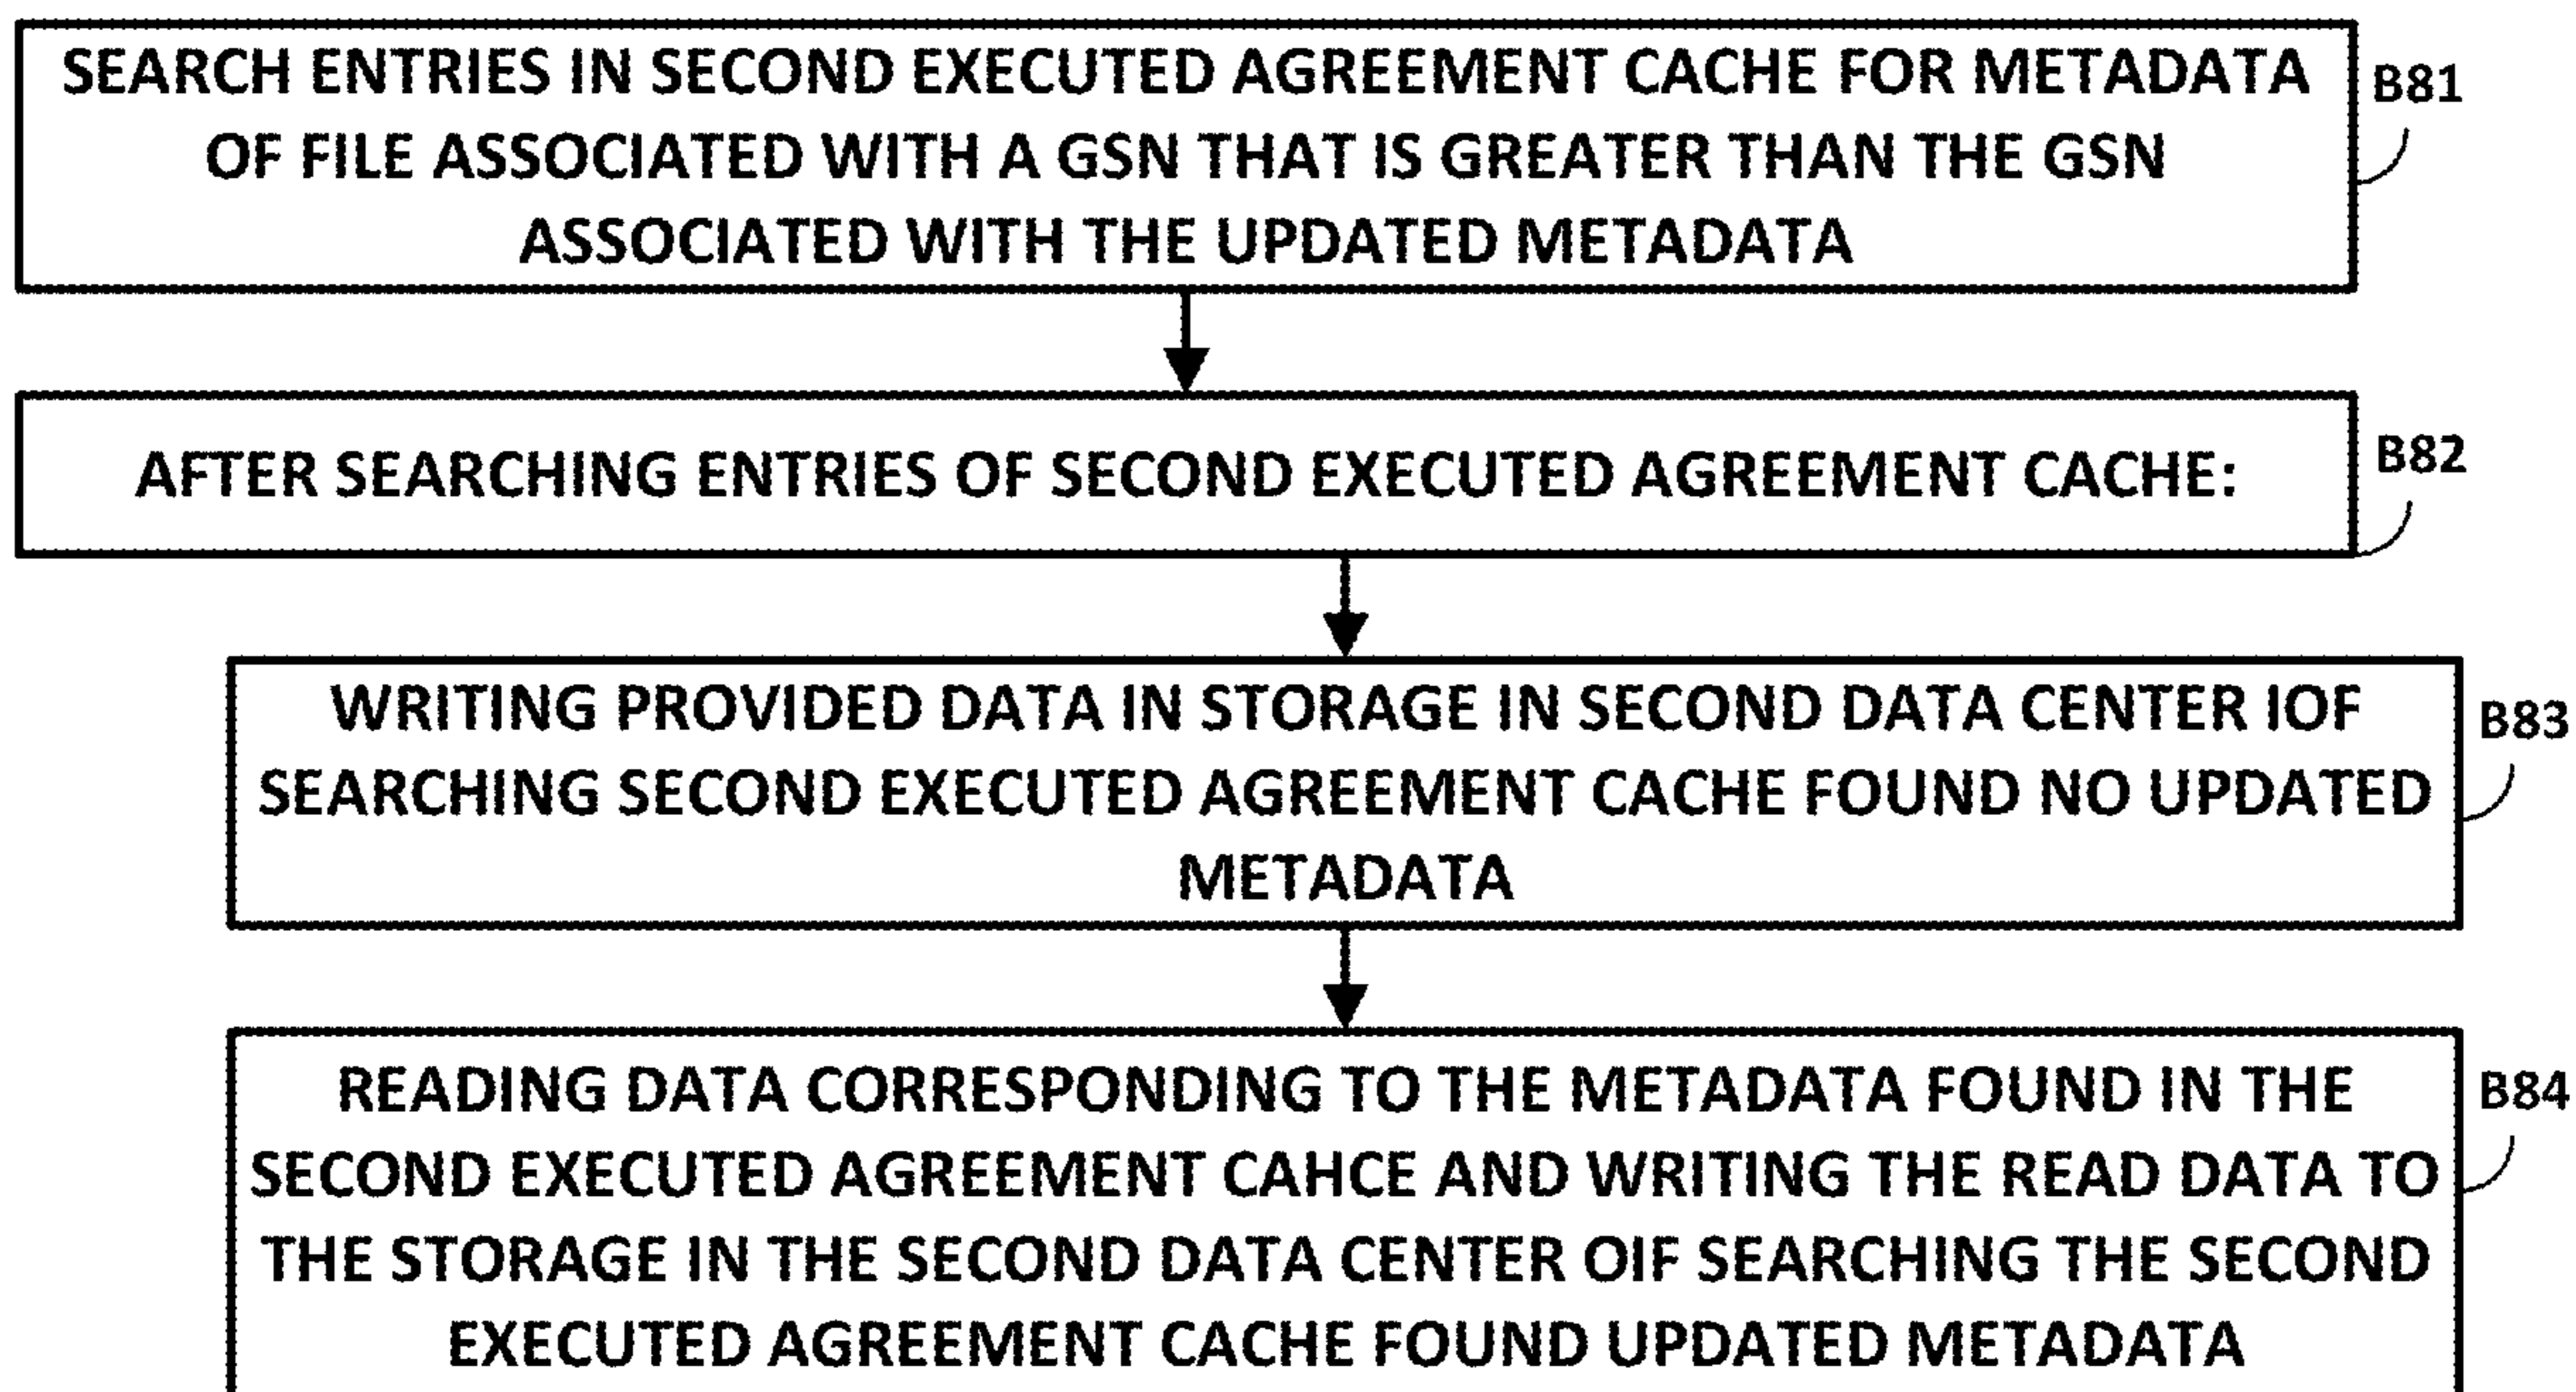 SEARCH ENTRIES IN SECOND EXECUTED AGREEMENT CACHE FOR METADATA
OF FILE ASSOCIATED WITH A GSN THAT IS GREATER THAN THE GSN
ASSOCIATED WITH THE UPDATED METADATA
B81
AFTER SEARCHING ENTRIES OF SECOND EXECUTED AGREEMENT CACHE:
B82
WRITING PROVIDED DATA IN STORAGE IN SECOND DATA CENTER IOF
SEARCHING SECOND EXECUTED AGREEMENT CACHE FOUND NO UPDATED
METADATA
B83
READING DATA CORRESPONDING TO THE METADATA FOUND IN THE
SECOND EXECUTED AGREEMENT CAHCE AND WRITING THE READ DATA TO
THE STORAGE IN THE SECOND DATA CENTER OIF SEARCHING THE SECOND
EXECUTED AGREEMENT CACHE FOUND UPDATED METADATA
B84